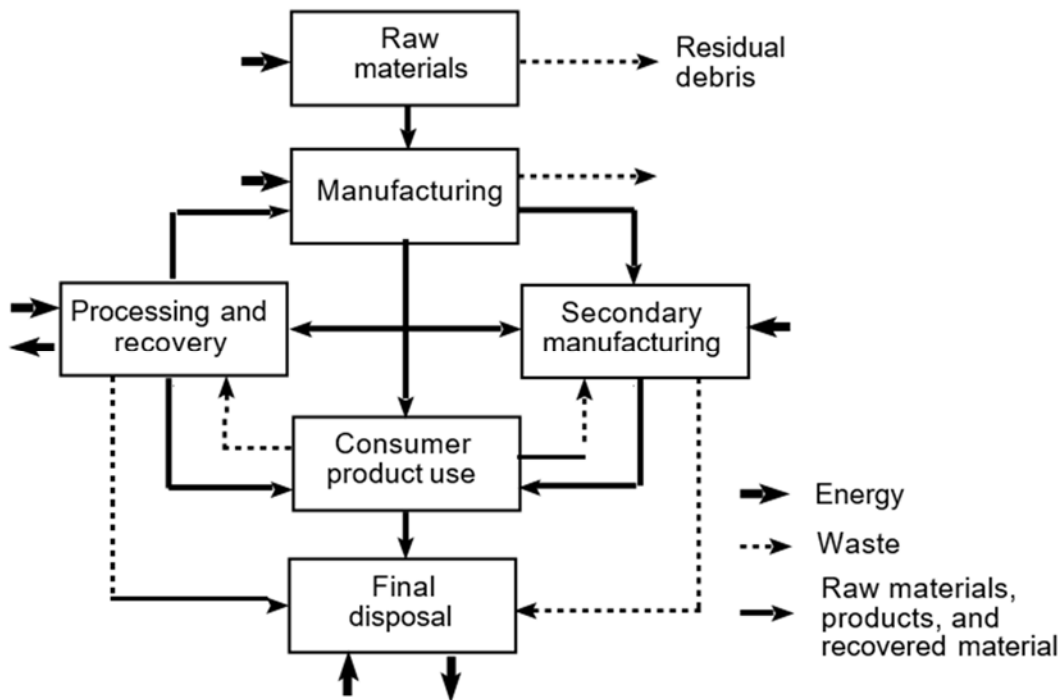 Raw
materials
Residual
debris
Manufacturing
Processing and
recovery
Secondary
manufacturing
Consumer
product use
Final
disposal
Energy
Waste
Raw materials,
products, and
recovered material